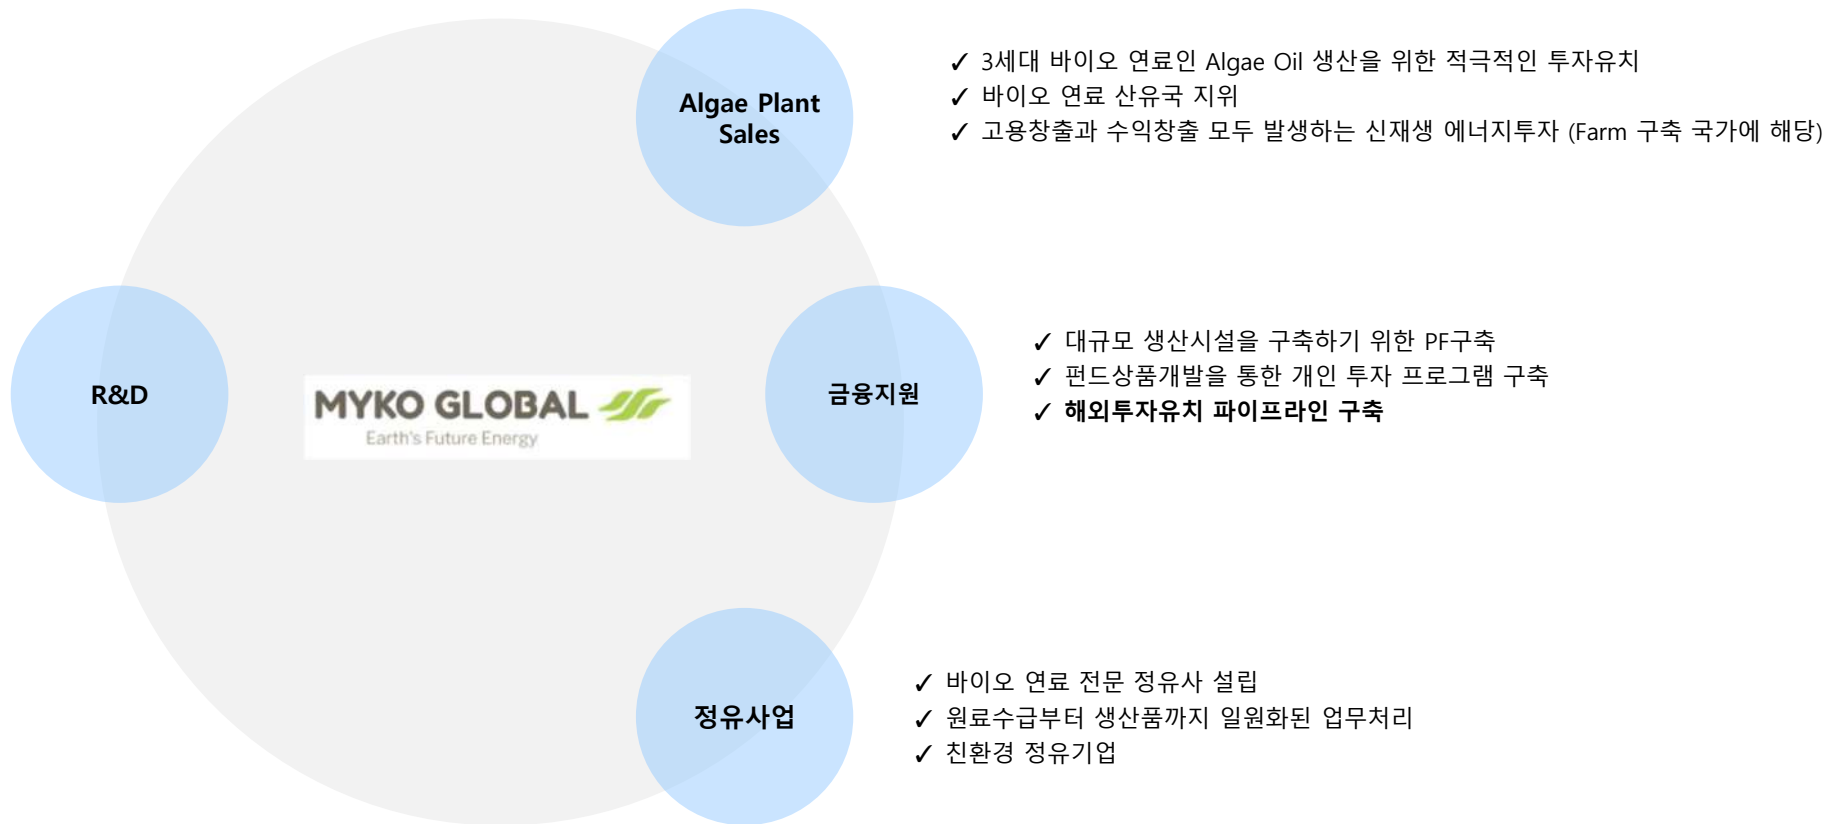 Algae Plant
Sales
✓ 3세대 바이오 연료인 Algae Oil 생산을 위한 적극적인 투자유치
✓ 바이오 연료 산유국 지위
✓ 고용창출과 수익창출 모두 발생하는 신재생 에너지투자 (Farm 구축 국가에 해당)
R&D
MYKO GLOBAL
Earth's Future Energy
금융지원
✓ 대규모 생산시설을 구축하기 위한 PF구축
✓ 펀드상품개발을 통한 개인 투자 프로그램 구축
✓ 해외투자유치 파이프라인 구축
정유사업
✓ 바이오 연료 전문 정유사 설립
✓ 원료수급부터 생산품까지 일원화된 업무처리
✓ 친환경 정유기업